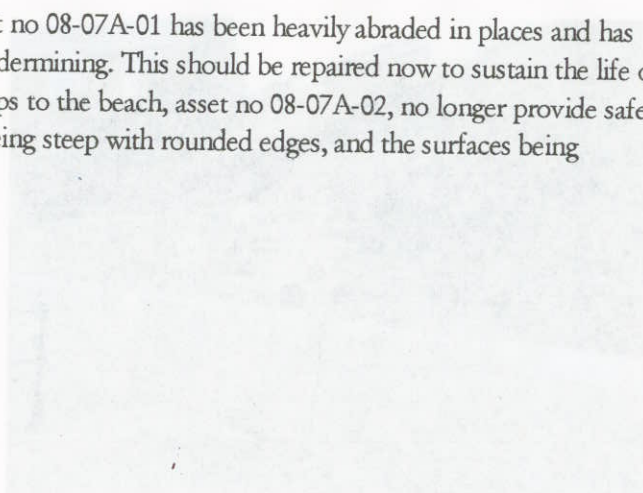 no 08-07A-01 has been heavily abraded in places and has
dermining. This should be repaired now to sustain the life
ps to the beach, asset no 08-07A-02, no longer provide safe
ing steep with rounded edges, and the surfaces being